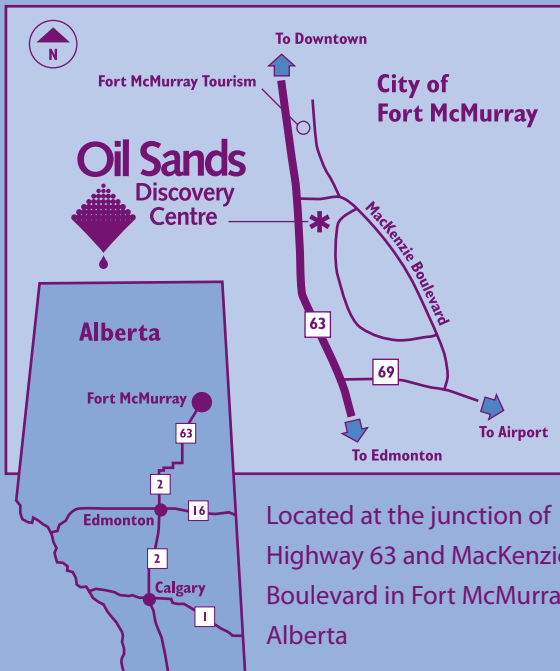 N
To Downtown
Fort McMurray Tourism
City of
Fort McMurray
Oil Sands
Discovery
Centre
MacKenzie Boulevard
63
69
To Airport
To Edmonton
Alberta
Fort McMurray
63
2
Edmonton
16
2
Calgary
1
Located at the junction of
Highway 63 and MacKenzie
Boulevard in Fort McMurra
Alberta